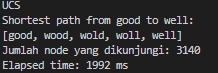 UCS
Shortest path from good to well:
[good, wood, wold, woll, well]
Jumlah node yang dikunjungi: 3140
Elapsed time: 1992 ms